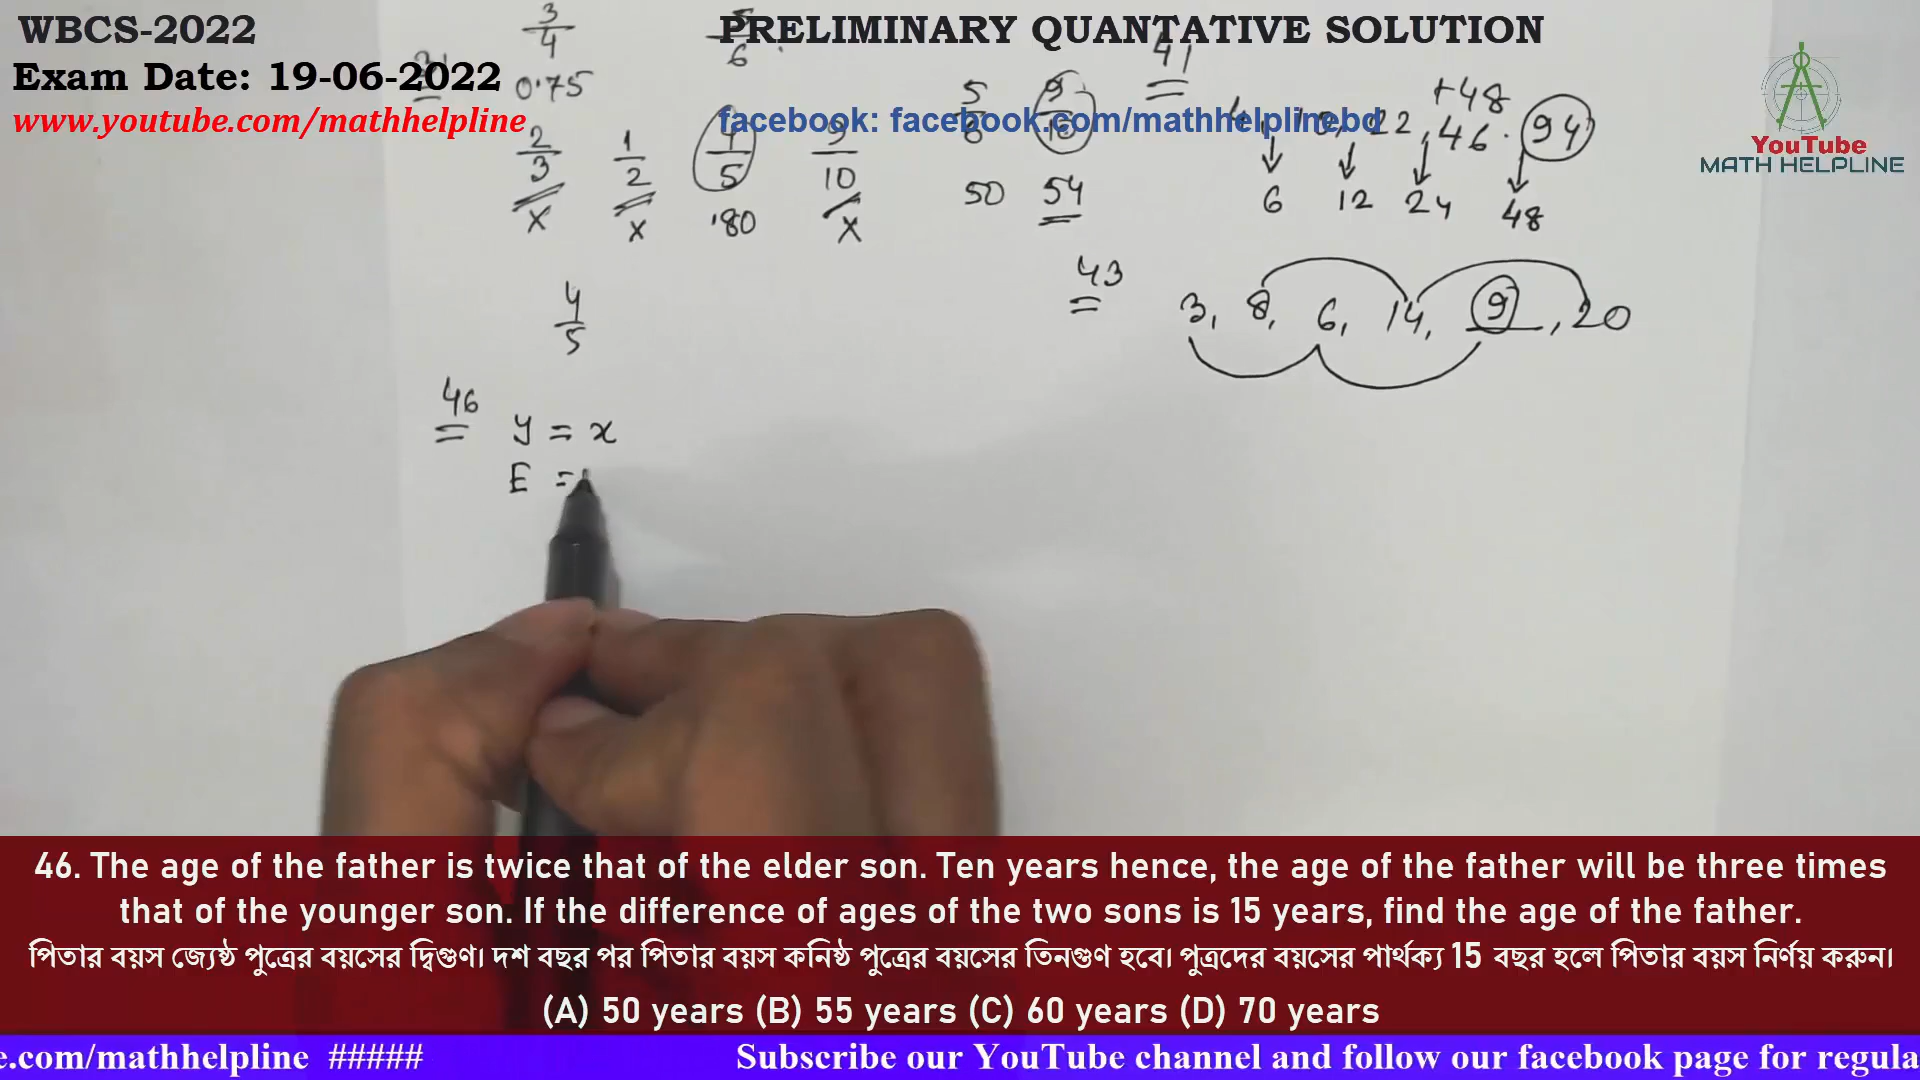 WBCS-2022
PRELIMINARY QUANTATIVE SOLUTION
Exam Date: 19-06-2022
www.youtube.com/mathhelpline
facebook: facebook.com/mathhelplinebd
YouTube
MATH HELPLINE
3/4
5/6
0.75
2/3 1/2 4/5 9/10
x x .80 x
50 54
41
+48
22, 46. 94
6 12 24 48
4/5
43
3, 8, 6, 14, 9, 20
46
y = x
E =
46. The age of the father is twice that of the elder son. Ten years hence, the age of the father will be three times
that of the younger son. If the difference of ages of the two sons is 15 years, find the age of the father.
পিতার বয়স জ্যেষ্ঠ পুত্রের বয়সের দ্বিগুণ। দশ বছর পর পিতার বয়স কনিষ্ঠ পুত্রের বয়সের তিনগুণ হবে। পুত্রদের বয়সের পার্থক্য 15 বছর হলে পিতার বয়স নির্ণয় করুন।
(A) 50 years (B) 55 years (C) 60 years (D) 70 years
e.com/mathhelpline ##### Subscribe our YouTube channel and follow our facebook page for regula